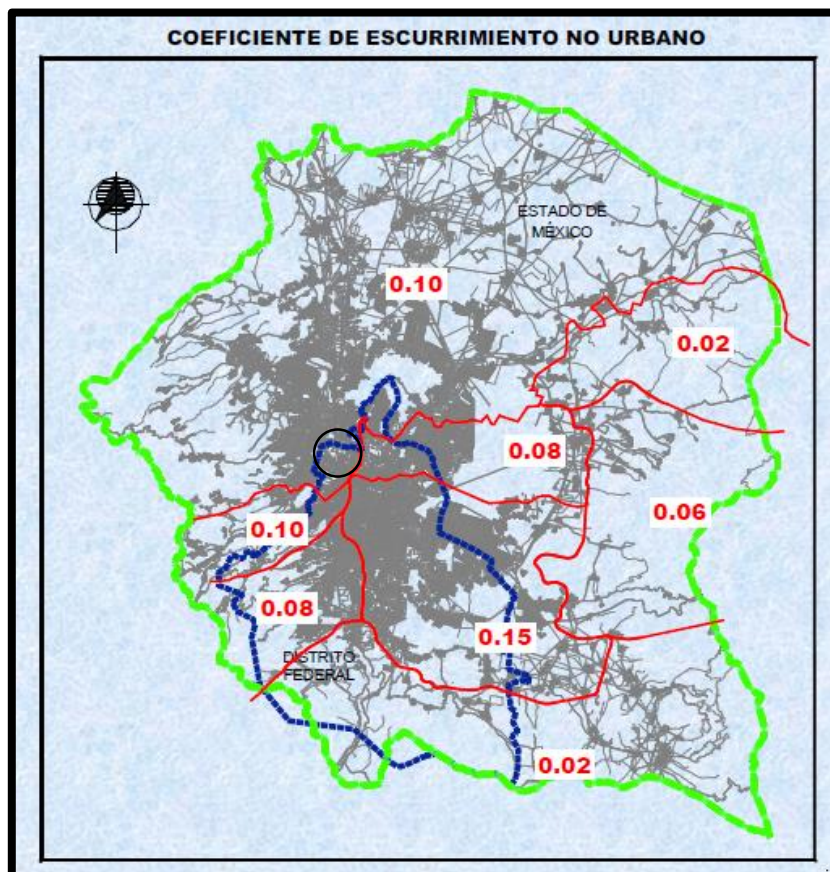 COEFICIENTE DE ESCURRIMIENTO NO URBANO
ESTADO DE
MÉXICO
0.10
0.02
0.08
0.06
0.10
0.08
0.15
DISTRITO
FEDERAL
0.02